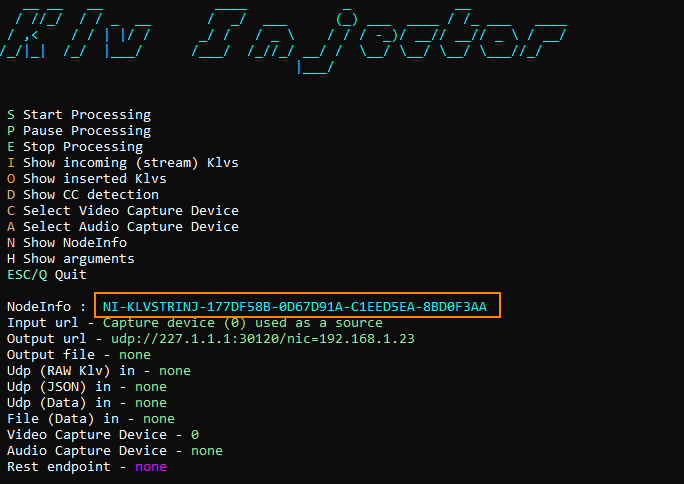 Klv Injector
S Start Processing
P Pause Processing
E Stop Processing
I Show incoming (stream) Klvs
O Show inserted Klvs
D Show CC detection
C Select Video Capture Device
A Select Audio Capture Device
N Show NodeInfo
H Show arguments
ESC/Q Quit
NodeInfo : NI-KLVSTRINJ-177DF58B-0D67D91A-C1EED5EA-8BD0F3AA
Input url - Capture device (0) used as a source
Output url - udp://227.1.1.1:30120/nic=192.168.1.23
Output file - none
Udp (RAW Klv) in - none
Udp (JSON) in - none
Udp (Data) in - none
File (Data) in - none
Video Capture Device - 0
Audio Capture Device - none
Rest endpoint - none